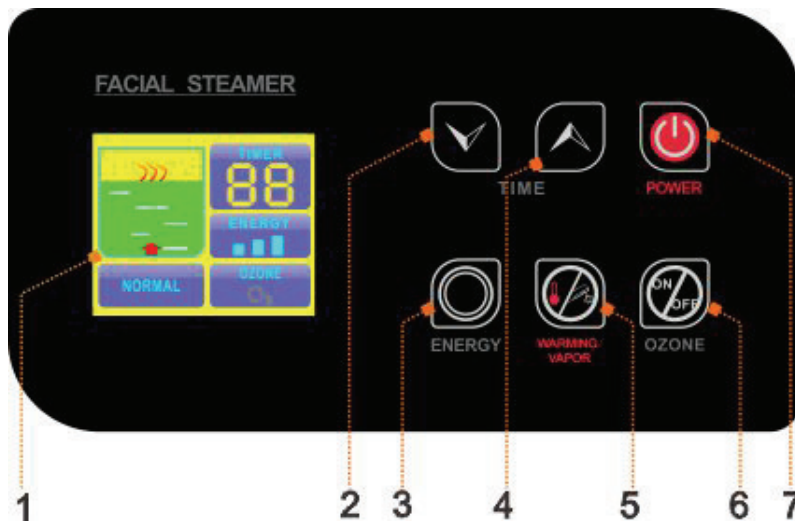 FACIAL STEAMER
TIMER
88
ENERGY
NORMAL
OZONE
O₃
TIME
POWER
ENERGY
WARMING/
VAPOR
ON
OFF
OZONE
1 2 3 4 5 6 7